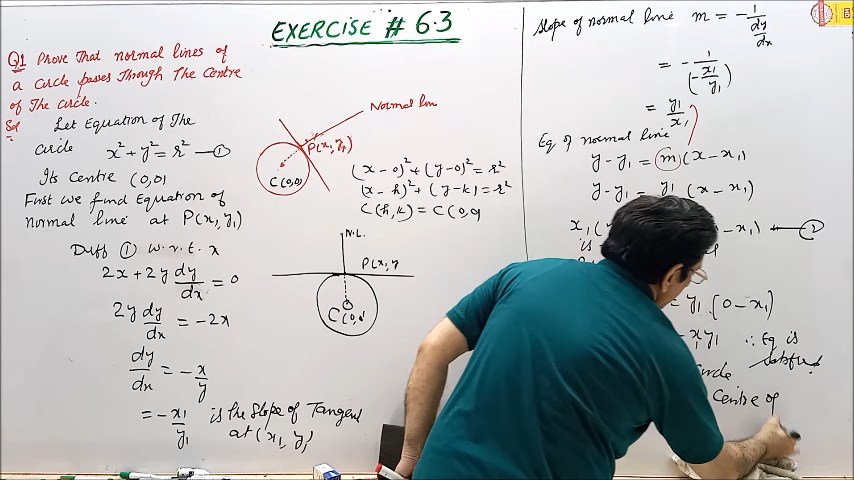 EXERCISE # 6.3
Q1 Prove That normal lines of
a circle passes Through The Centre
of The circle.
Sol
Let Equation of The
circle x² + y² = r² — ①
Its Centre (0,0)
First we find Equation of
Normal line at P(x₁, y₁)
Diff ① w.r.t. x
2x + 2y dy/dx = 0
2y dy/dx = -2x
dy/dx = -x/y
= -x₁/y₁ is the slope of Tangent
at (x₁, y₁)
Normal line
P(x₁, y₁)
C(0,0)
(x-0)² + (y-0)² = r²
(x-h)² + (y-k)² = r²
C(h,k) = C(0,0)
N.L.
P(x, y
C(0,0)
Slope of normal line m = -1/(dy/dx)
= -1/(-x₁/y₁)
= y₁/x₁
Eq of normal line
y - y₁ = m(x - x₁)
y - y₁ = y₁ (x - x₁)
x₁( - x₁) — ②
is
= y₁ (0 - x₁)
x₁y₁ ∴ Eq is
satisfied
Circle
Centre of